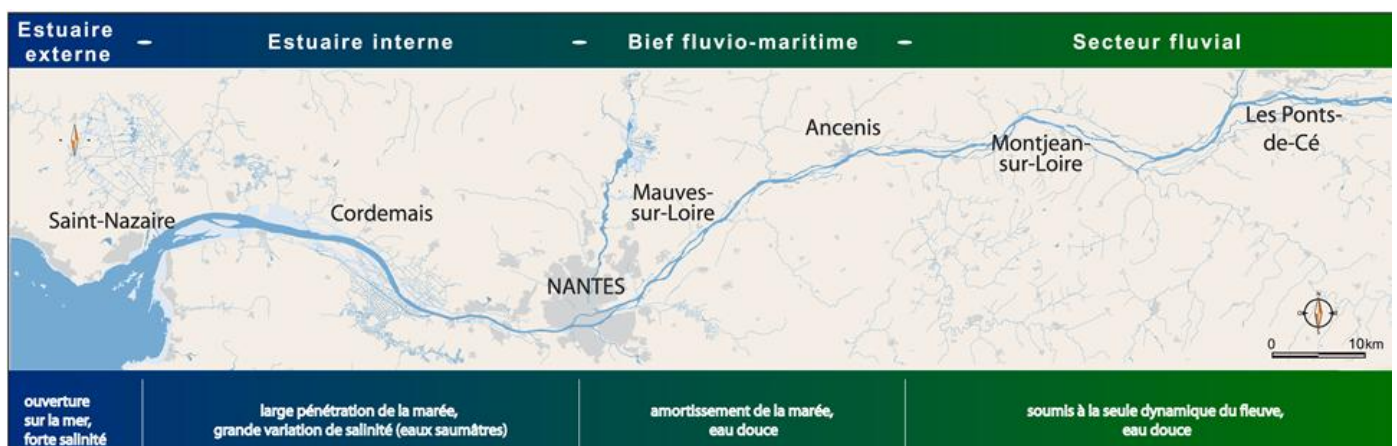 Estuaire
externe
-
Estuaire interne
-
Bief fluvio-maritime
-
Secteur fluvial
Saint-Nazaire
Cordemais
NANTES
Mauves-
sur-Loire
Ancenis
Montjean-
sur-Loire
Les Ponts-
de-Cé
0 10km
ouverture
sur la mer,
forte salinité
large pénétration de la marée,
grande variation de salinité (eaux saumâtres)
amortissement de la marée,
eau douce
soumis à la seule dynamique du fleuve,
eau douce